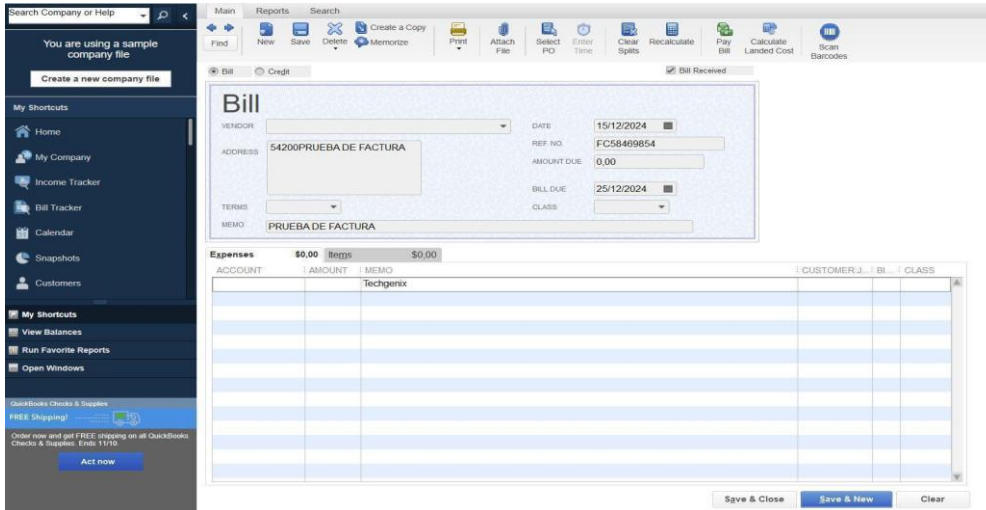 Search Company or Help
Main Reports Search
Find New Save Delete Create a Copy Memorize Print Attach File Select PO Enter Time Clear Splits Recalculate Pay Bill Calculate Landed Cost Scan Barcodes
You are using a sample company file
Create a new company file
My Shortcuts
Home
My Company
Income Tracker
Bill Tracker
Calendar
Snapshots
Customers
My Shortcuts
View Balances
Run Favorite Reports
Open Windows
QuickBooks Checks & Supplies
FREE Shipping!
Order now and get FREE shipping on all QuickBooks
Checks & Supplies. Ends 11/10.
Act now
Bill Credit Bill Received
Bill
VENDOR DATE 15/12/2024
ADDRESS 54200PRUEBA DE FACTURA REF. NO. FC58469854
AMOUNT DUE 0,00
BILL DUE 25/12/2024
TERMS CLASS
MEMO PRUEBA DE FACTURA
Expenses $0,00 Items $0,00
ACCOUNT AMOUNT MEMO CUSTOMER:J... BI... CLASS
Techgenix
Save & Close Save & New Clear